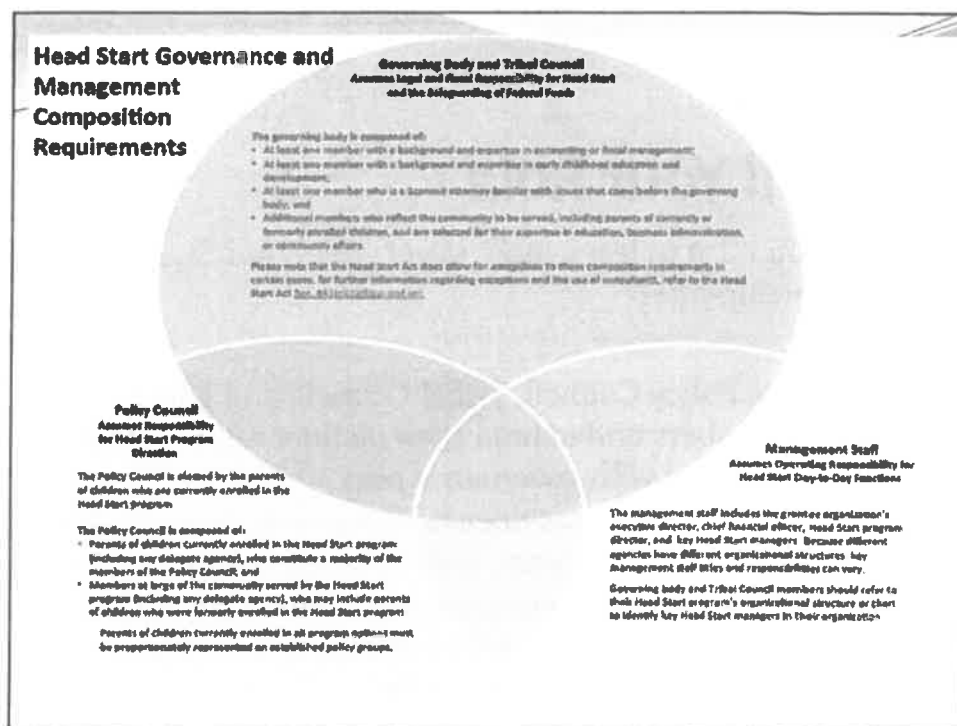 Head Start Governance and
Management
Composition
Requirements
Governing Body and Tribal Council
Assumes Legal and Fiscal Responsibility for Head Start
and the Safeguarding of Federal Funds
The governing body is composed of:
• At least one member with a background and expertise in accounting or fiscal management;
• At least one member with a background and expertise in early childhood education and
development;
• At least one member who is a licensed attorney familiar with issues that come before the governing
body; and
• Additional members who reflect the community to be served, including parents of currently or
formerly enrolled children, and are selected for their expertise in education, business administration,
or community affairs.
Please note that the Head Start Act does allow for exceptions to these composition requirements in
certain cases. For further information regarding exceptions and the use of consultants, refer to the Head
Start Act Sec.
Policy Council
Assumes Responsibility
for Head Start Program
Direction
The Policy Council is elected by the parents
of children who are currently enrolled in the
Head Start program
The Policy Council is composed of:
• Parents of children currently enrolled in the Head Start program
(including any delegate agency), who constitute a majority of the
members of the Policy Council; and
• Members at large of the community served by the Head Start
program (including any delegate agency), who may include parents
of children who were formerly enrolled in the Head Start program
Parents of children currently enrolled in all program options must
be proportionately represented on established policy groups.
Management Staff
Assumes Operating Responsibility for
Head Start Day-to-Day Functions
The management staff includes the grantee organization's
executive director, chief financial officer, Head Start program
director, and key Head Start managers. Because different
agencies have different organizational structures key
management staff titles and responsibilities can vary.
Governing body and Tribal Council members should refer to
their Head Start program's organizational structure or chart
to identify key Head Start managers in their organization